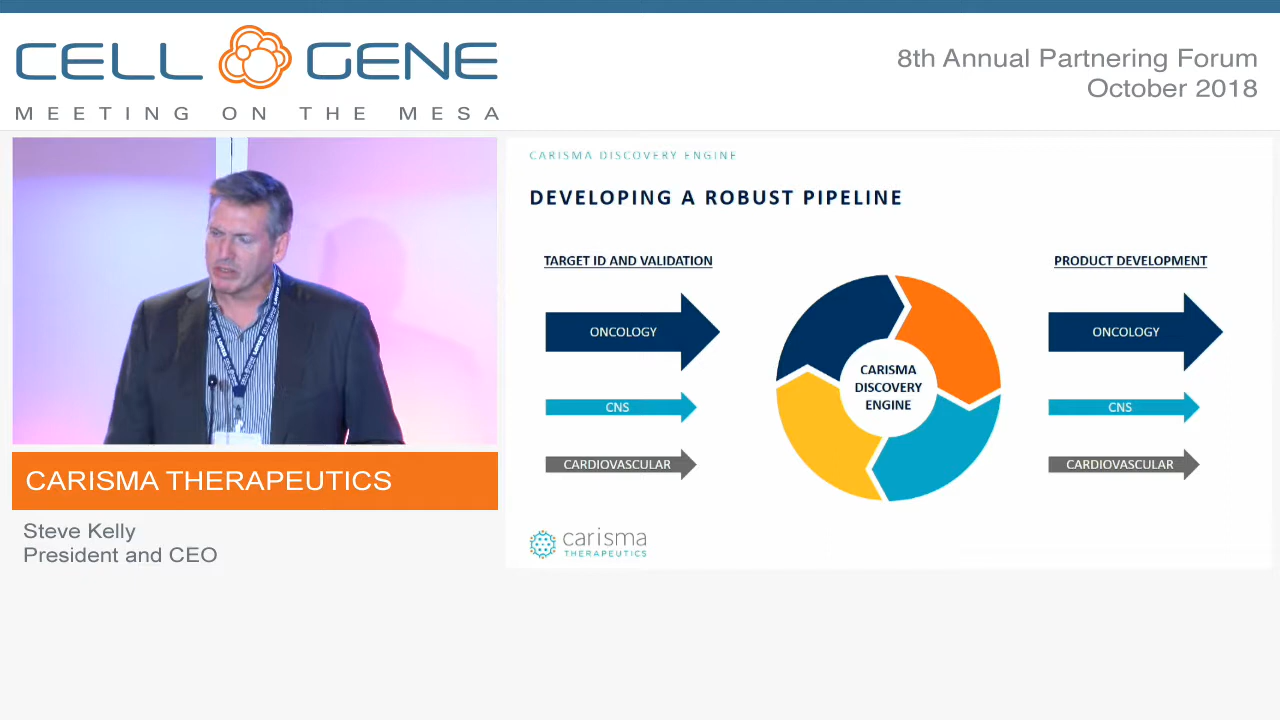 CELL GENE
MEETING ON THE MESA
8th Annual Partnering Forum
October 2018
CARISMA THERAPEUTICS
Steve Kelly
President and CEO
CARISMA DISCOVERY ENGINE
DEVELOPING A ROBUST PIPELINE
TARGET ID AND VALIDATION
ONCOLOGY
CNS
CARDIOVASCULAR
CARISMA
DISCOVERY
ENGINE
PRODUCT DEVELOPMENT
ONCOLOGY
CNS
CARDIOVASCULAR
carisma
THERAPEUTICS